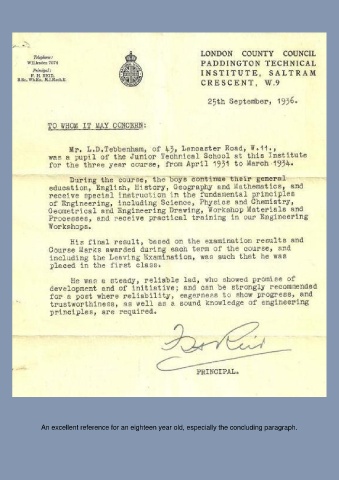 Telephone:
Principal:
LONDON COUNTY COUNCIL
PADDINGTON TECHNICAL
INSTITUTE, SALTRAM
CRESCENT, W.9
25th September, 1936.
TO WHOM IT MAY CONCERN:
Mr. L.D.Tebbenham, of 43, Lancaster Road, W.11.,
was a pupil of the Junior Technical School at this Institute
for the three year course, from April 1931 to March 1934.
During the course, the boys continue their general
education, English, History, Geography and Mathematics, and
receive special instruction in the fundamental principles
of Engineering, including Science, Physics and Chemistry,
Geometrical and Engineering Drawing, Workshop Materials and
Processes, and receive practical training in our Engineering
Workshops.
His final result, based on the examination results and
Course Marks awarded during each term of the course, and
including the Leaving Examination, was such that he was
placed in the first class.
He was a steady, reliable lad, who showed promise of
development and of initiative; and can be strongly recommended
for a post where reliability, eagerness to show progress, and
trustworthiness, as well as a sound knowledge of engineering
principles, are required.
PRINCIPAL.
An excellent reference for an eighteen year old, especially the concluding paragraph.